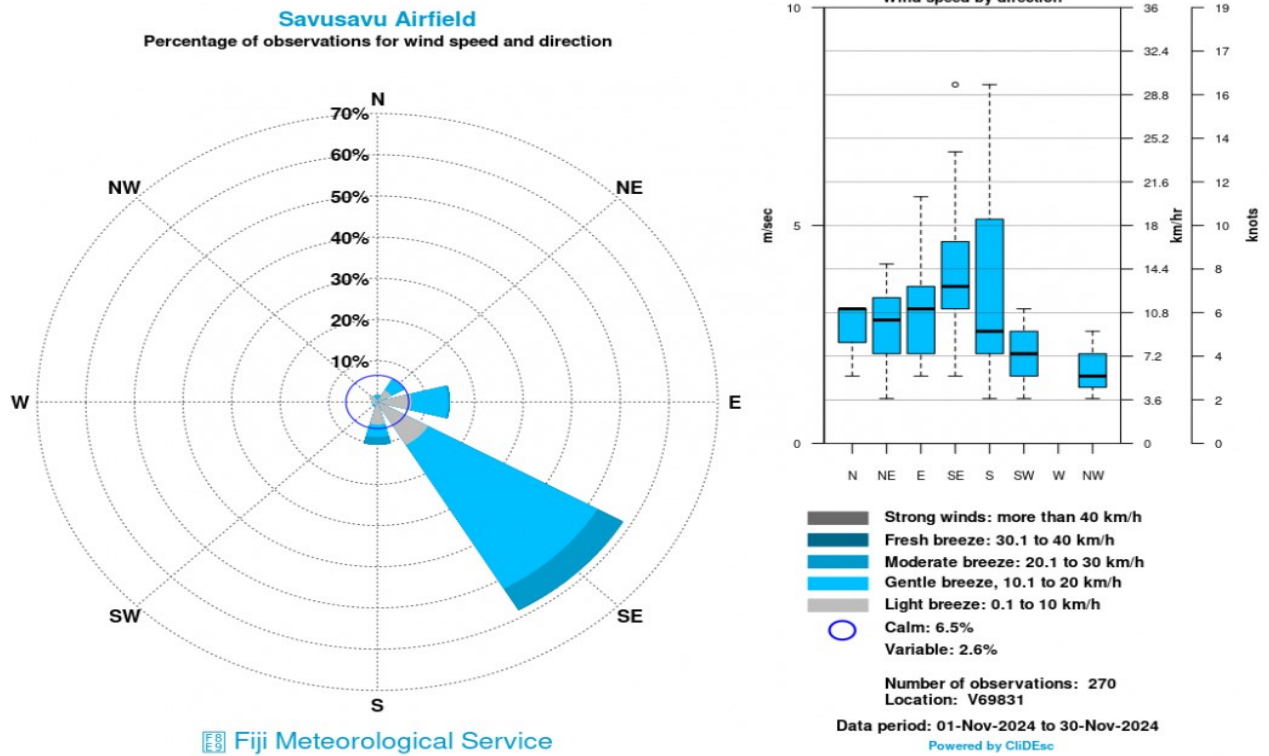 Savusavu Airfield
Percentage of observations for wind speed and direction
N
70%
60%
50%
40%
30%
20%
10%
NW
NE
W
E
SW
SE
S
Fiji Meteorological Service
Wind speed by direction
10
5
0
m/sec
36
32.4
28.8
25.2
21.6
18
14.4
10.8
7.2
3.6
0
km/hr
19
17
16
14
12
10
8
6
4
2
0
knots
N NE E SE S SW W NW
Strong winds: more than 40 km/h
Fresh breeze: 30.1 to 40 km/h
Moderate breeze: 20.1 to 30 km/h
Gentle breeze, 10.1 to 20 km/h
Light breeze: 0.1 to 10 km/h
Calm: 6.5%
Variable: 2.6%
Number of observations: 270
Location: V69831
Data period: 01-Nov-2024 to 30-Nov-2024
Powered by CliDEsc